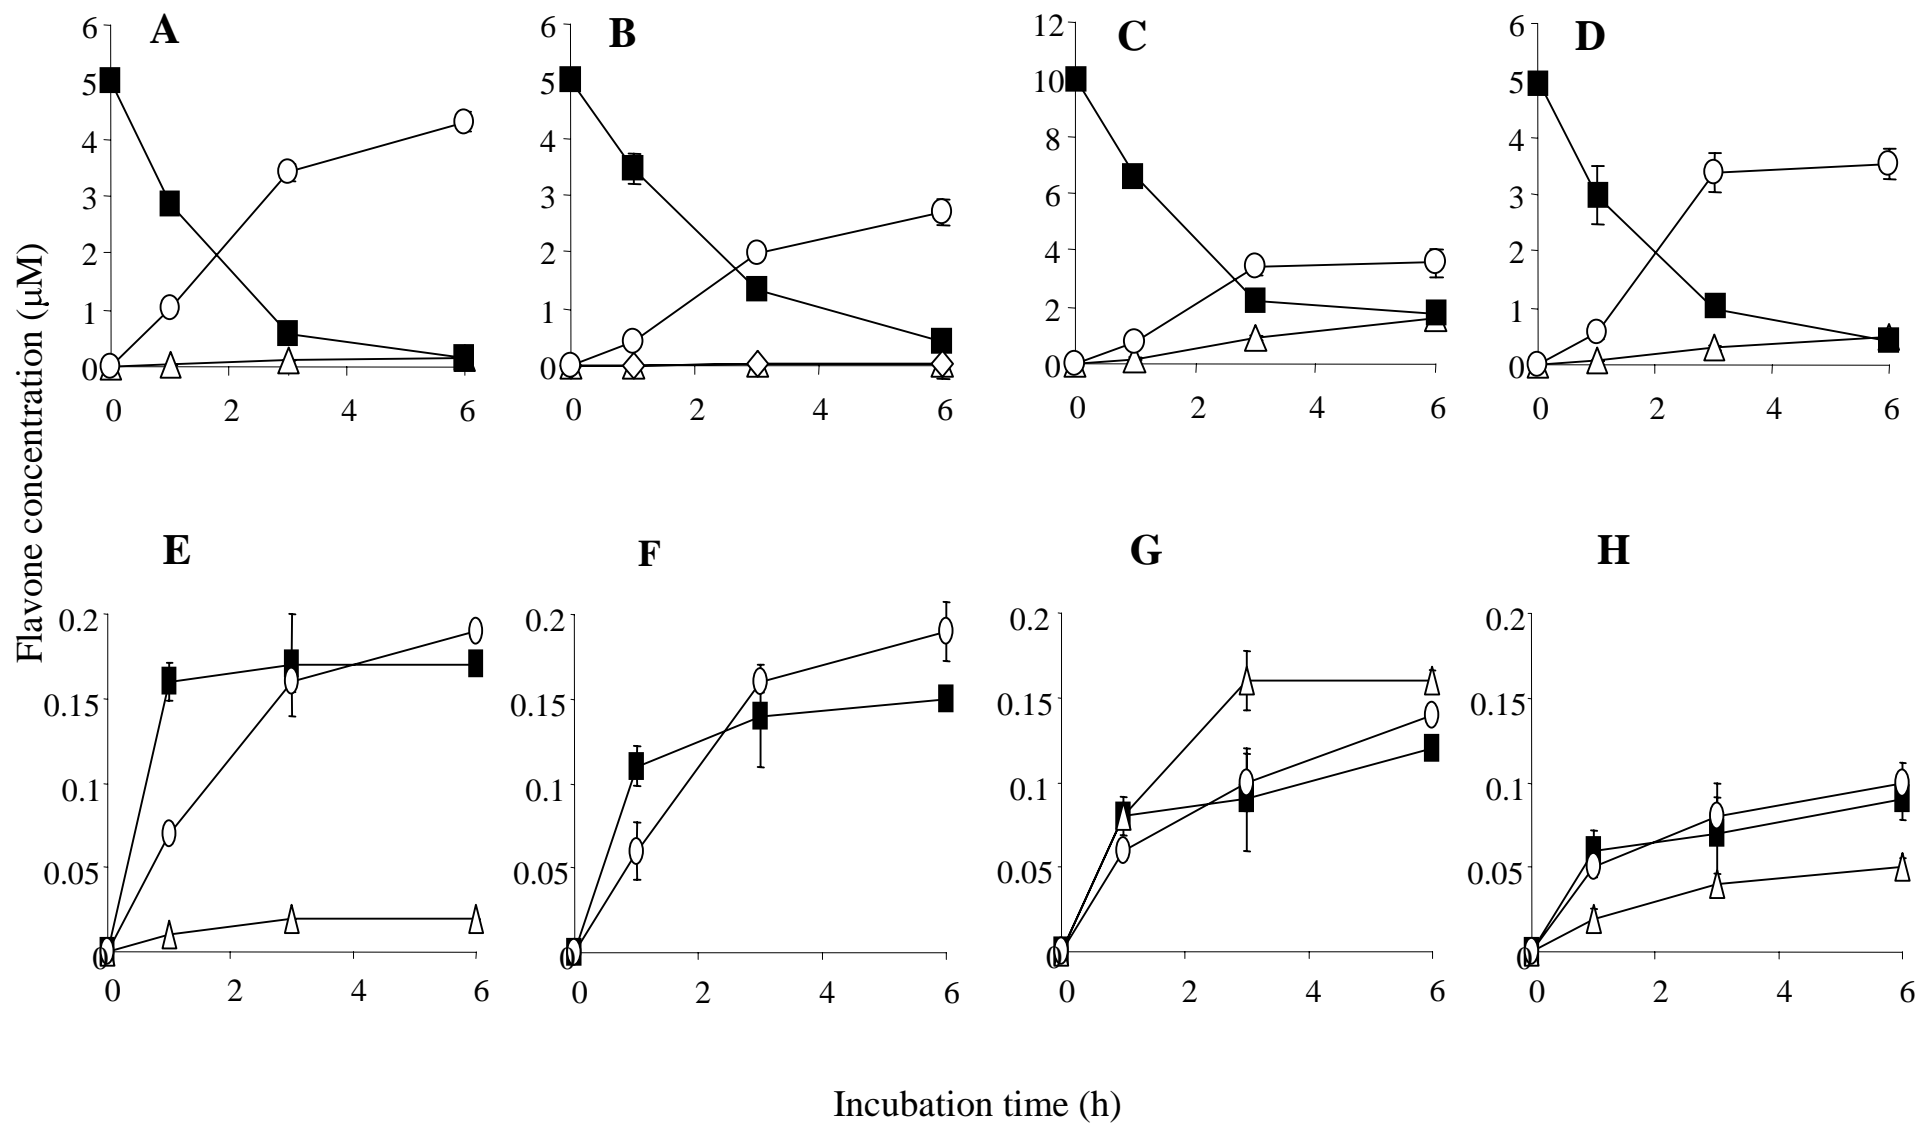 A B C D
6 6 12 6
5 5 10 5
4 4 8 4
3 3 6 3
2 2 4 2
1 1 2 1
0 0 0 0
0 2 4 6 0 2 4 6 0 2 4 6 0 2 4 6
Flavone concentration (μM)
E F G H
0.2 0.2 0.2 0.2
0.15 0.15 0.15 0.15
0.1 0.1 0.1 0.1
0.05 0.05 0.05 0.05
0 0 0 0
0 2 4 6 0 2 4 6 0 2 4 6 0 2 4 6
Incubation time (h)